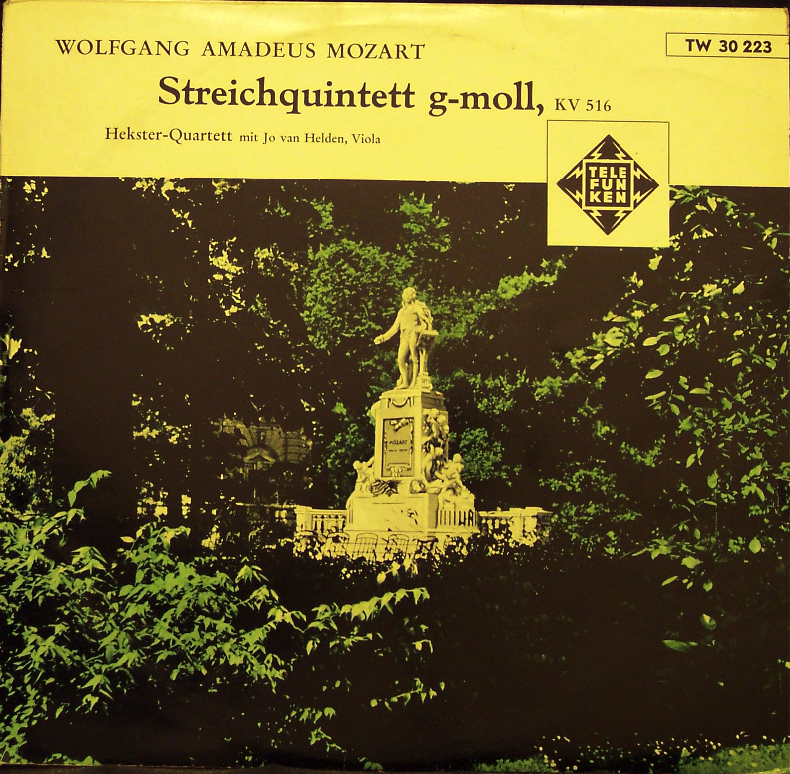 WOLFGANG AMADEUS MOZART
TW 30 223
Streichquintett g-moll, KV 516
Hekster-Quartett mit Jo van Helden, Viola
TELE
FUN
KEN
MOZART